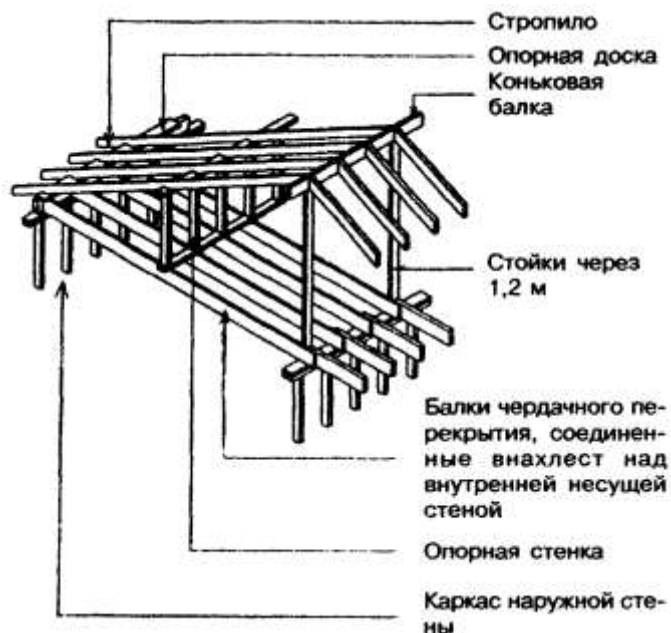 Стропило
Опорная доска
Коньковая
балка
Стойки через
1,2 м
Балки чердачного пе-
рекрытия, соединен-
ные внахлест над
внутренней несущей
стеной
Опорная стенка
Каркас наружной сте-
ны